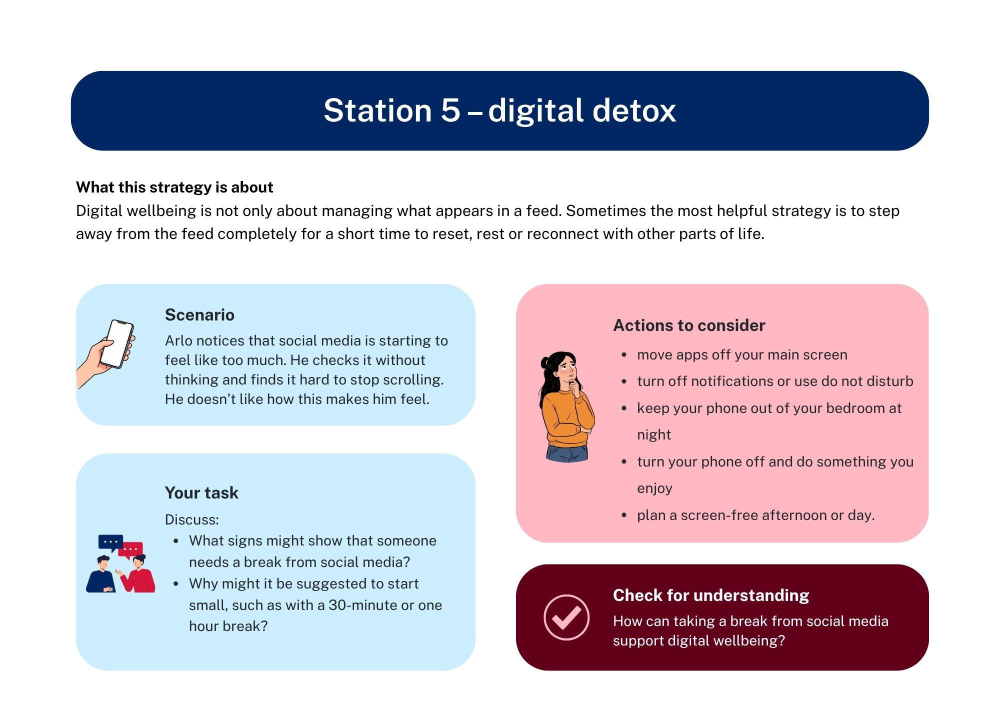 Station 5 – digital detox
What this strategy is about
Digital wellbeing is not only about managing what appears in a feed. Sometimes the most helpful strategy is to step
away from the feed completely for a short time to reset, rest or reconnect with other parts of life.
Scenario
Arlo notices that social media is starting to
feel like too much. He checks it without
thinking and finds it hard to stop scrolling.
He doesn’t like how this makes him feel.
Your task
Discuss:
• What signs might show that someone
needs a break from social media?
• Why might it be suggested to start
small, such as with a 30-minute or one
hour break?
Actions to consider
• move apps off your main screen
• turn off notifications or use do not disturb
• keep your phone out of your bedroom at
night
• turn your phone off and do something you
enjoy
• plan a screen-free afternoon or day.
Check for understanding
How can taking a break from social media
support digital wellbeing?